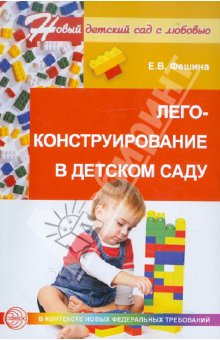 Новый детский сад с любовью
Е.В. Фешина
ЛЕГО-
КОНСТРУИРОВАНИЕ
В ДЕТСКОМ САДУ
В КОНТЕКСТЕ НОВЫХ ФЕДЕРАЛЬНЫХ ТРЕБОВАНИЙ